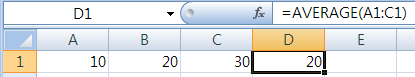 D1 fx =AVERAGE(A1:C1)
A B C D E
1 10 20 30 20